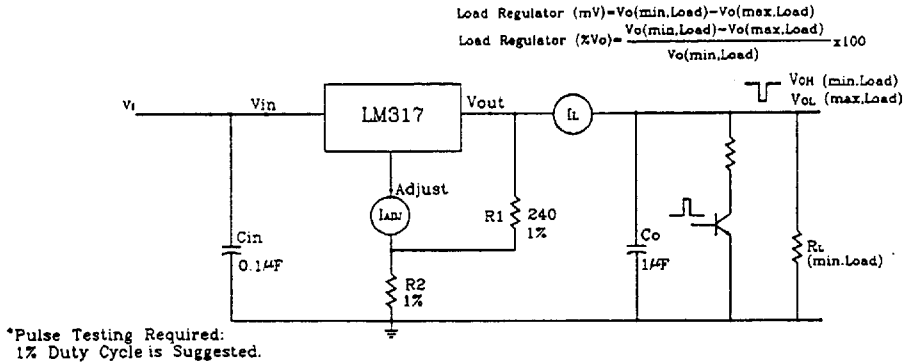 Load Regulator (mV)=Vo(min,Load)-Vo(max,Load)
Load Regulator (%Vo)=Vo(min,Load)-Vo(max,Load)
Vo(min,Load)
x100
VOH (min.Load)
VOL (max,Load)
VI
Vin
LM317
Vout
IL
Adjust
IADJ
R1
240
1%
Cin
0.1μF
R2
1%
Co
1μF
RL
(min.Load)
*Pulse Testing Required:
1% Duty Cycle is Suggested.